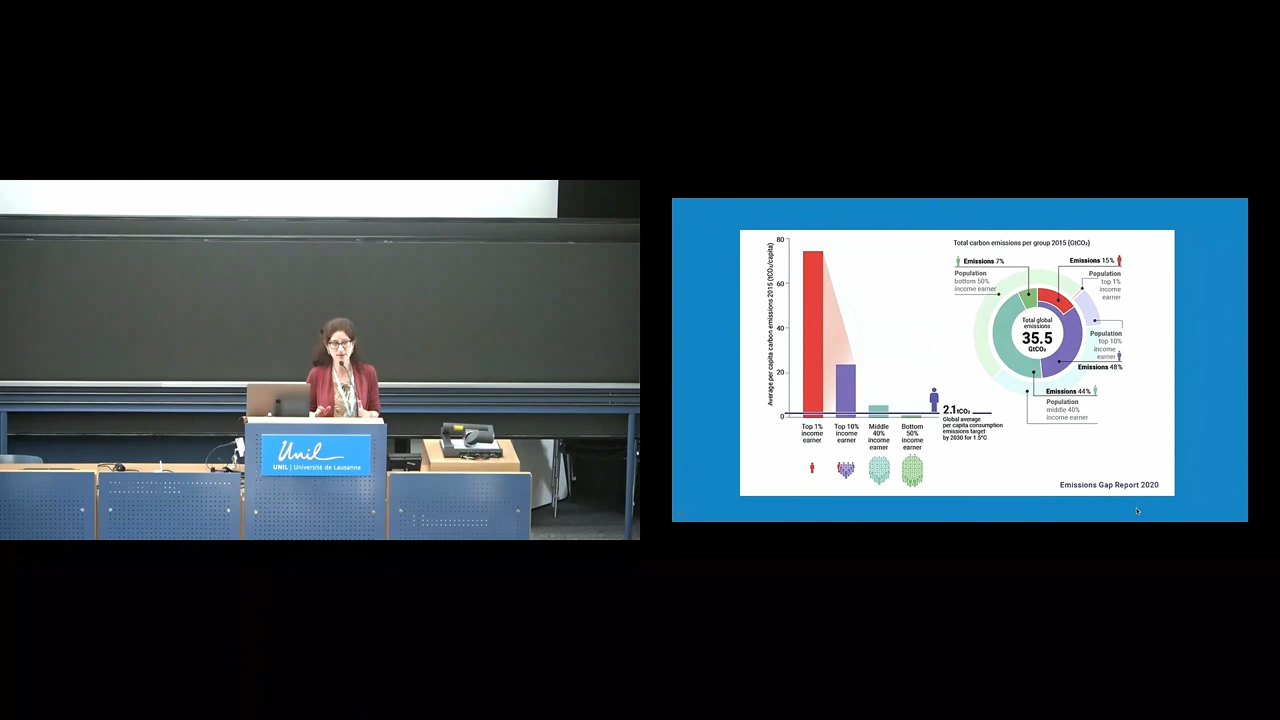 Unil
UNIL | Université de Lausanne
Average per capita carbon emissions 2015 (tCO₂/capita)
80
60
40
20
0
Top 1%
income
earner
Top 10%
income
earner
Middle
40%
income
earner
Bottom
50%
income
earner
2.1 tCO₂
Global average
per capita consumption
emissions target
by 2030 for 1.5°C
Total carbon emissions per group 2015 (GtCO₂)
Emissions 7%
Population
bottom 50%
income earner
Emissions 15%
Population
top 1%
income
earner
Total global
emissions
35.5
GtCO₂
Population
top 10%
income
earner
Emissions 48%
Emissions 44%
Population
middle 40%
income earner
Emissions Gap Report 2020